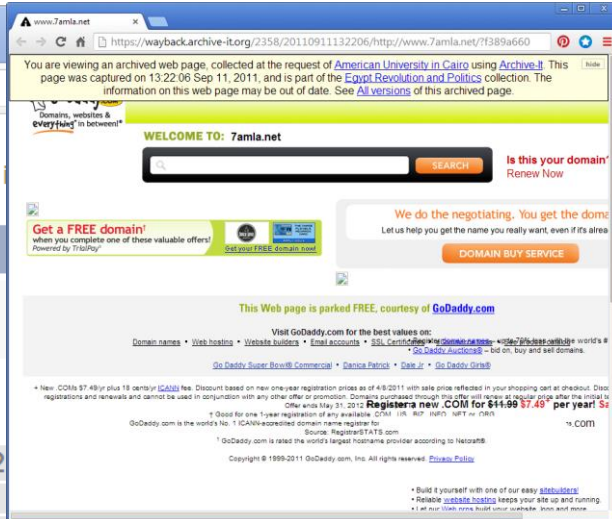 www.7amla.net
https://wayback.archive-it.org/2358/20110911132206/http://www.7amla.net/?f389a660
You are viewing an archived web page, collected at the request of American University in Cairo using Archive-It. This
hide
page was captured on 13:22:06 Sep 11, 2011, and is part of the Egypt Revolution and Politics collection. The
information on this web page may be out of date. See All versions of this archived page.
Domains, websites &
everything in between!*
WELCOME TO: 7amla.net
SEARCH
Is this your domain
Renew Now
Get a FREE domain†
when you complete one of these valuable offers!
Powered by TrialPay
Get your FREE domain now!
We do the negotiating. You get the doma
Let us help you get the name you really want, even if it's alrea
DOMAIN BUY SERVICE
This Web page is parked FREE, courtesy of GoDaddy.com
Visit GoDaddy.com for the best values on:
Domain names • Web hosting • Website builders • Email accounts • SSL Certificates
• Go Daddy Auctions® – bid on, buy and sell domains.
Go Daddy Super Bowl® Commercial • Danica Patrick • Dale Jr • Go Daddy Girls®
+ New .COMs $7.49/yr plus 18 cents/yr ICANN fee. Discount based on new one-year registration prices as of 4/8/2011 with sale price reflected in your shopping cart at checkout. Disc
registrations and renewals and cannot be used in conjunction with any other offer or promotion. Domains purchased through this offer will renew at regular price after the initial te
Offer ends May 31, 2012
Register a new .COM for $11.99 $7.49+ per year! Sa
† Good for one-year registration of any available .COM .US .BIZ .INFO .NET or .ORG
GoDaddy.com is the world's No. 1 ICANN-accredited domain name registrar for
.com
Source: RegistrarSTATS.com
GoDaddy.com is rated the world's largest hostname provider according to Netcraft®.
Copyright © 1999-2011 GoDaddy.com, Inc. All rights reserved. Privacy Policy
• Build it yourself with one of our easy sitebuilders!
• Reliable website hosting keeps your site up and running.
• Let our Web pros build your website, logo and more